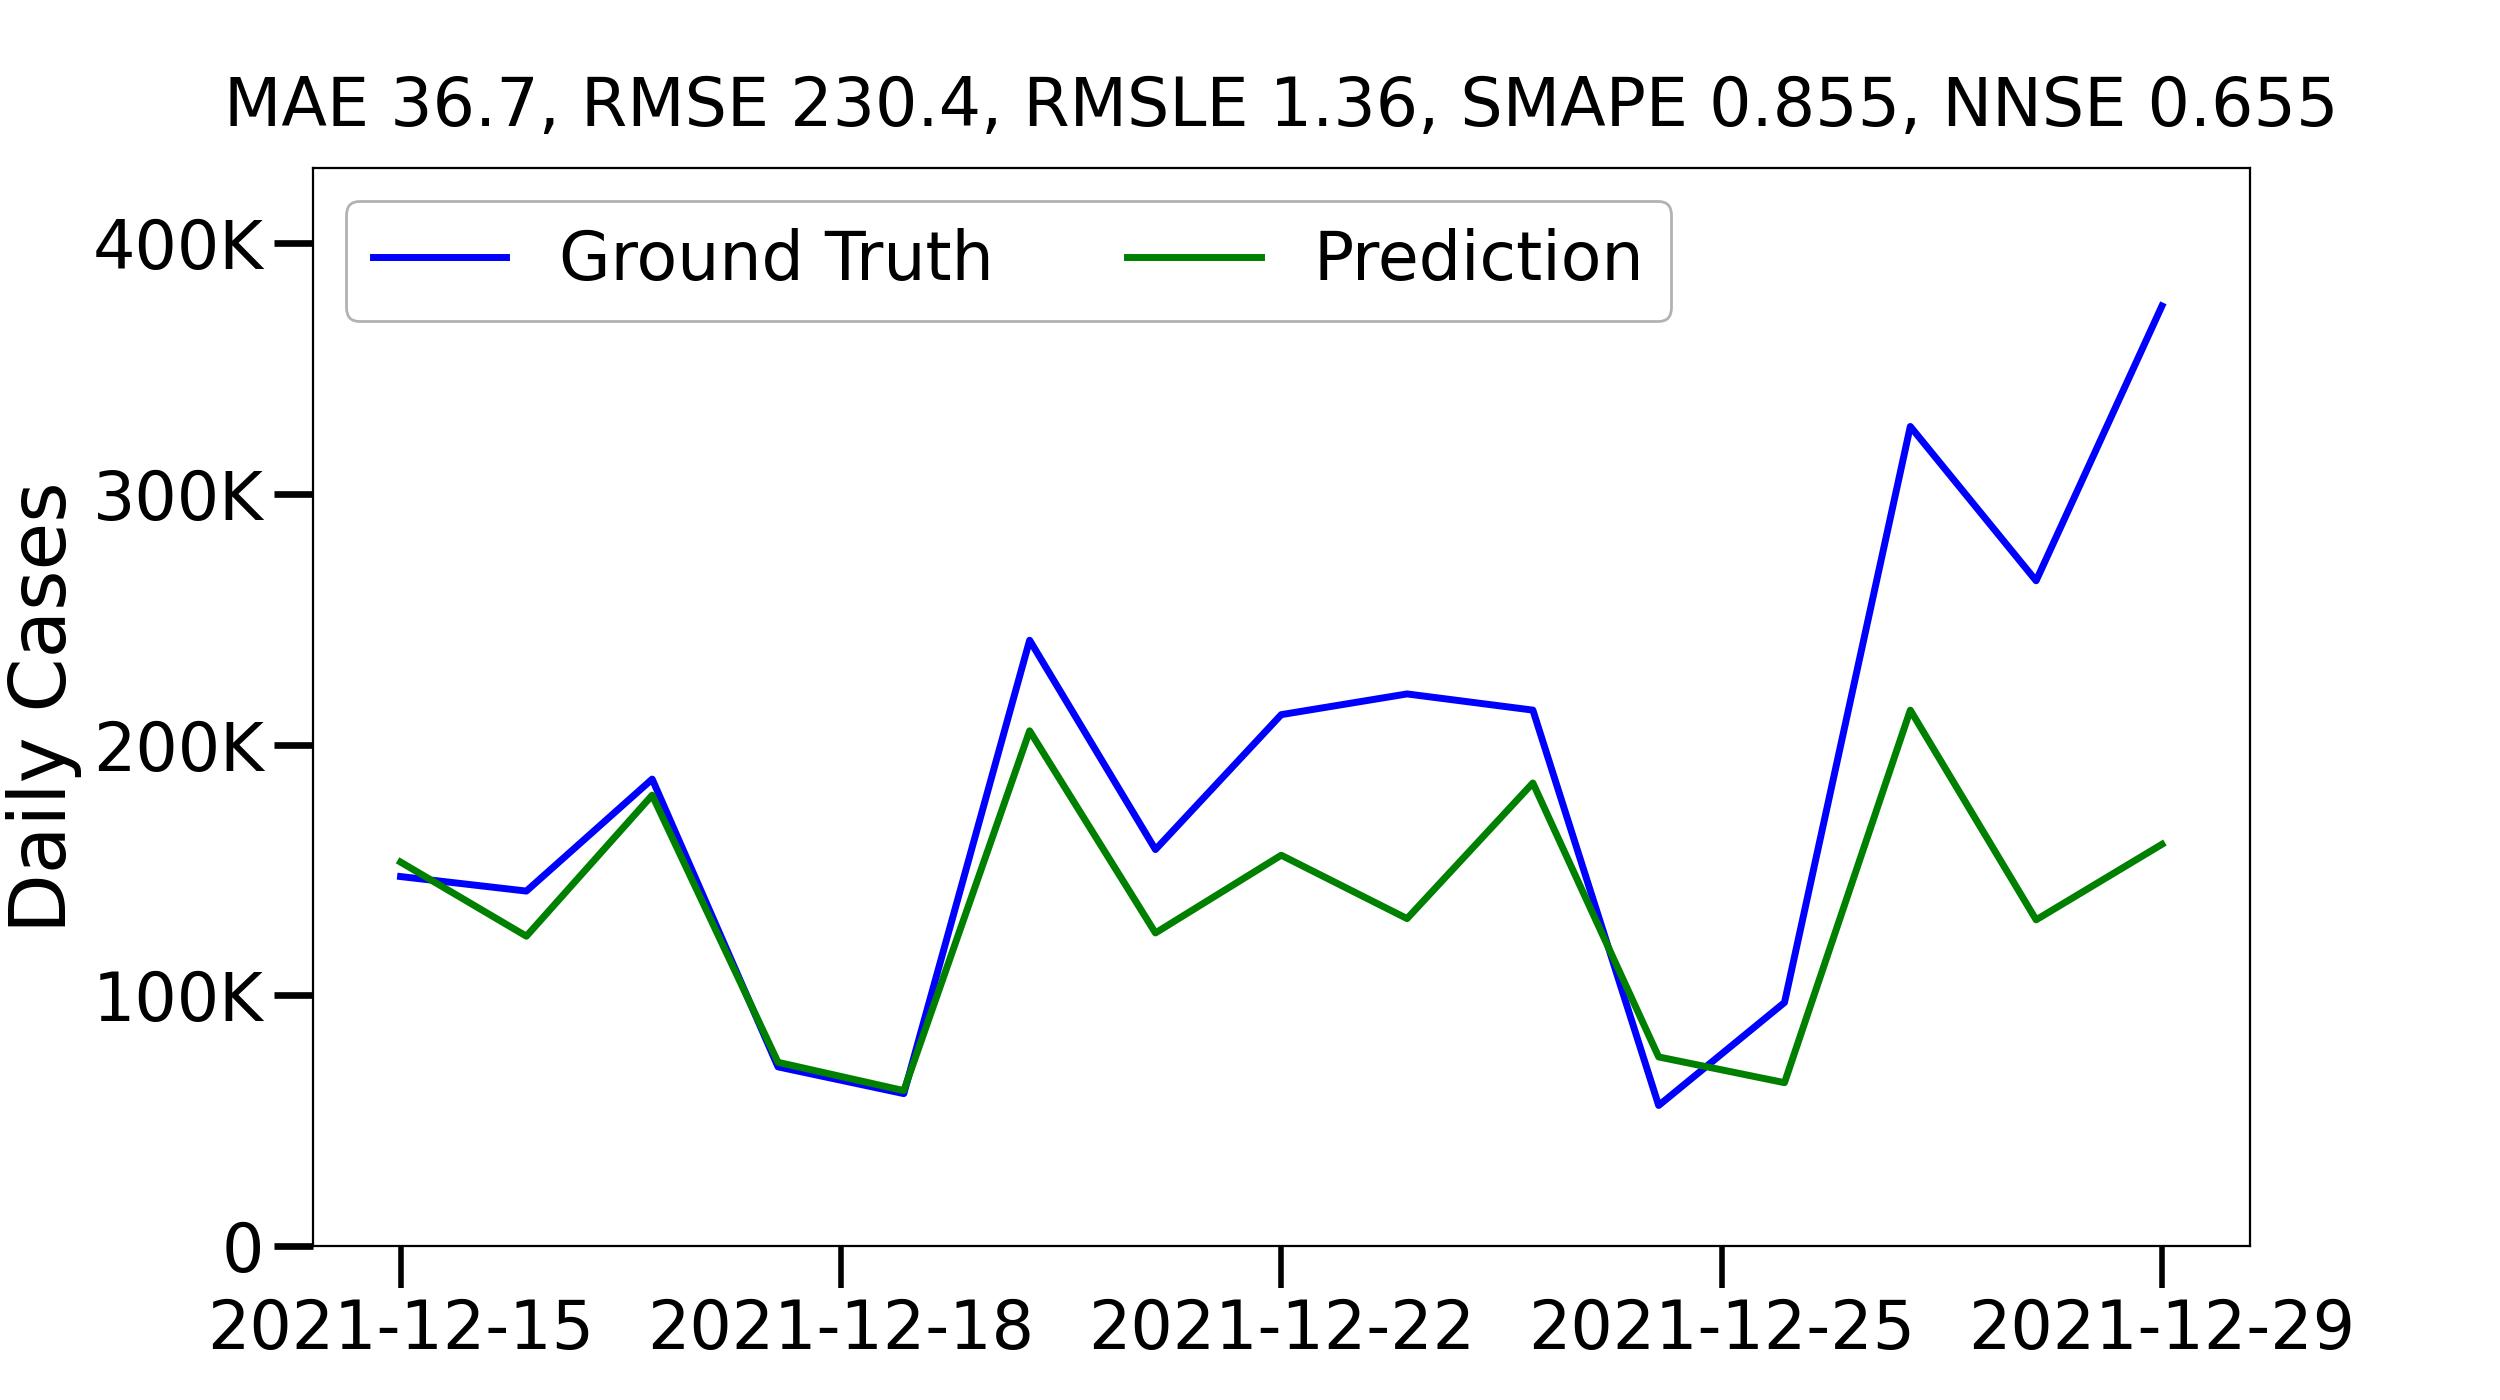 MAE 36.7, RMSE 230.4, RMSLE 1.36, SMAPE 0.855, NNSE 0.655
Ground Truth
Prediction
Daily Cases
400K
300K
200K
100K
0
2021-12-15 2021-12-18 2021-12-22 2021-12-25 2021-12-29